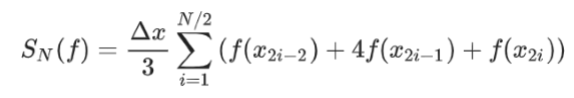 S_N(f) = \frac{\Delta x}{3} \sum_{i=1}^{N/2} (f(x_{2i-2}) + 4f(x_{2i-1}) + f(x_{2i}))